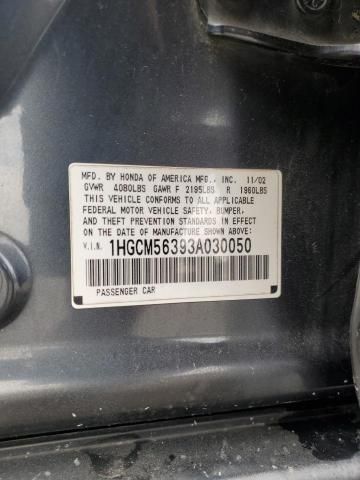 MFD. BY HONDA OF AMERICA MFG., INC. 11/02
GVWR 4080LBS GAWR F 2195LBS R 1960LBS
THIS VEHICLE CONFORMS TO ALL APPLICABLE
FEDERAL MOTOR VEHICLE SAFETY, BUMPER,
AND THEFT PREVENTION STANDARDS IN EFFECT
ON THE DATE OF MANUFACTURE SHOWN ABOVE.
V.I.N. 1HGCM56393A030050
PASSENGER CAR